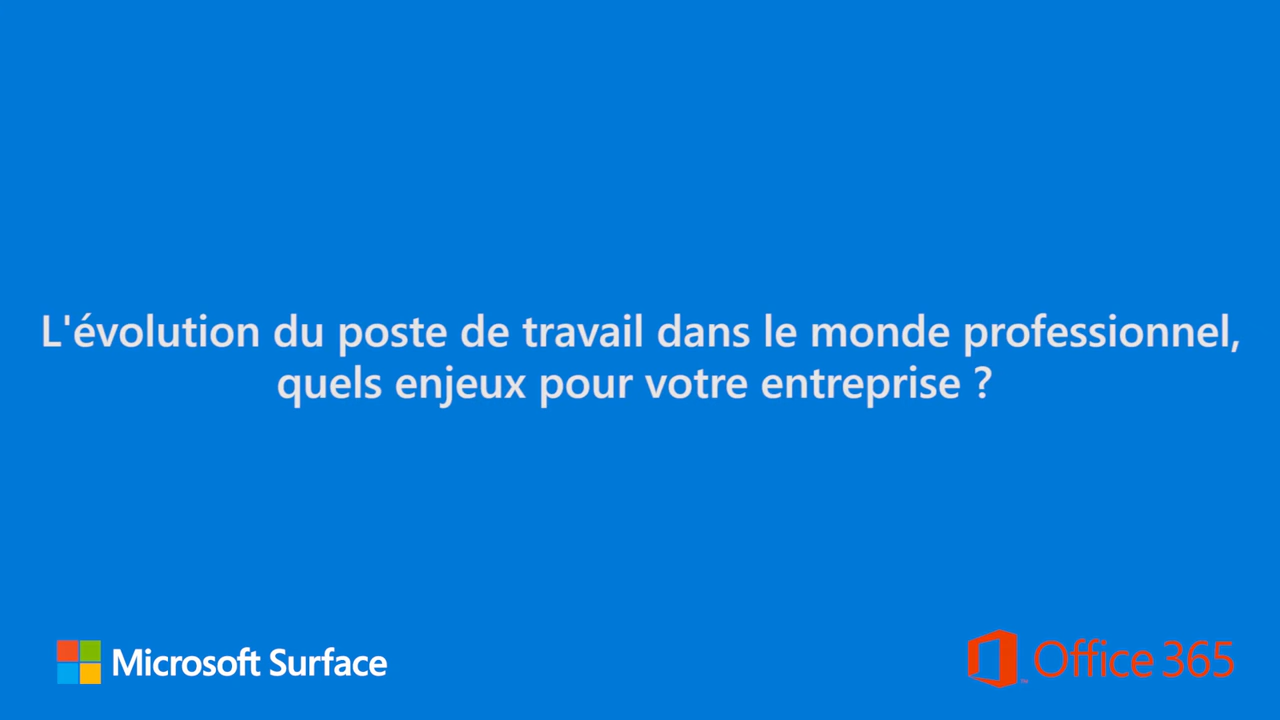 L'évolution du poste de travail dans le monde professionnel,
quels enjeux pour votre entreprise ?
Microsoft Surface
Office 365